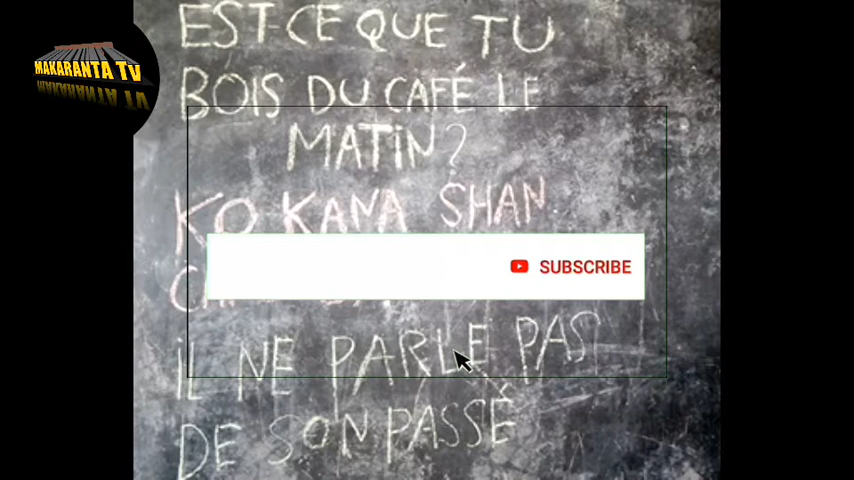 MAKARANTA TV
EST-CE QUE TU
BOIS DU CAFÉ LE
MATIN?
KO KANA SHAN
SUBSCRIBE
IL NE PARLE PAS
DE SON PASSÉ